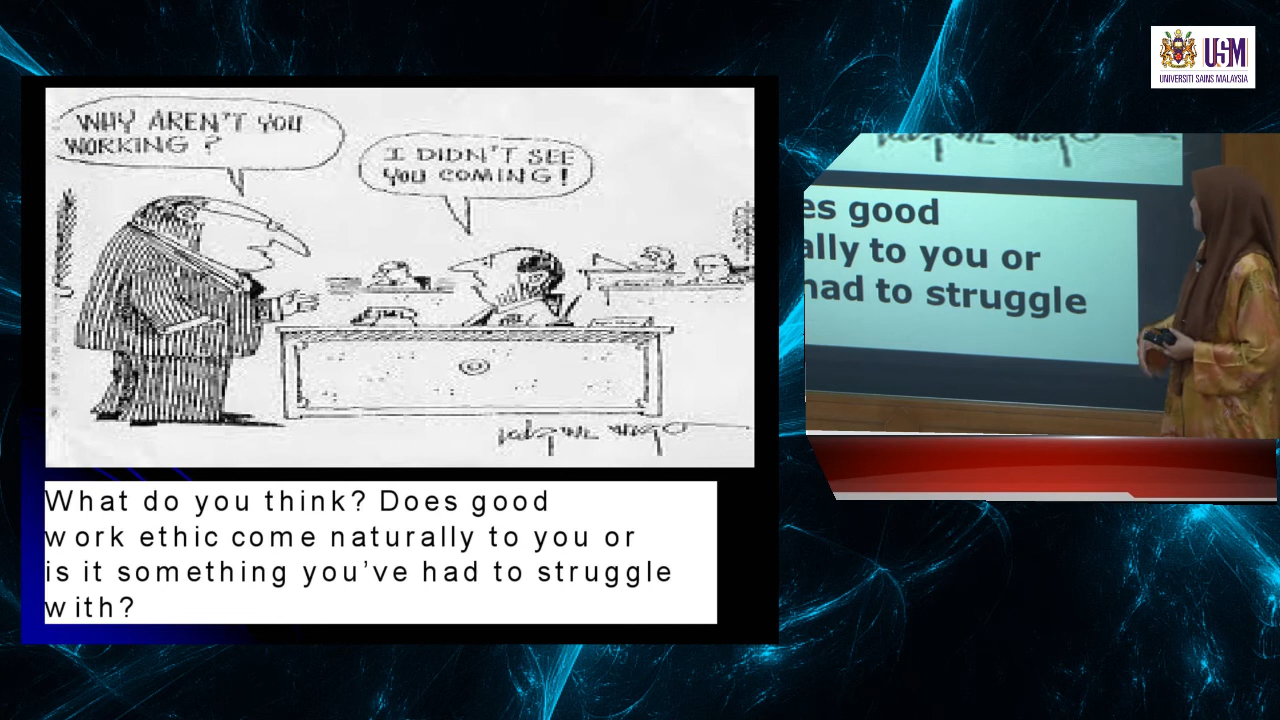 WHY AREN'T YOU
WORKING ?
I DIDN'T SEE
YOU COMING!
What do you think? Does good
work ethic come naturally to you or
is it something you’ve had to struggle
with?
USM
UNIVERSITI SAINS MALAYSIA
es good
ally to you or
had to struggle